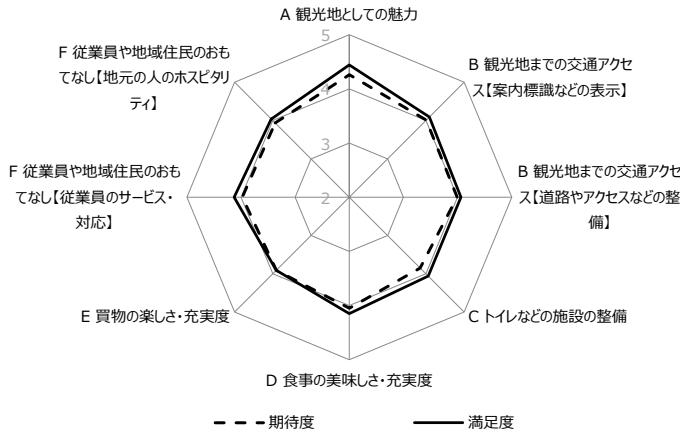 A 観光地としての魅力
B 観光地までの交通アクセ
ス【案内標識などの表示】
B 観光地までの交通アクセ
ス【道路やアクセスなどの整
備】
C トイレなどの施設の整備
D 食事の美味しさ・充実度
E 買物の楽しさ・充実度
F 従業員や地域住民のおも
てなし【従業員のサービス・
対応】
F 従業員や地域住民のおも
てなし【地元の人のホスピタリ
ティ】
5
4
3
2
期待度
満足度